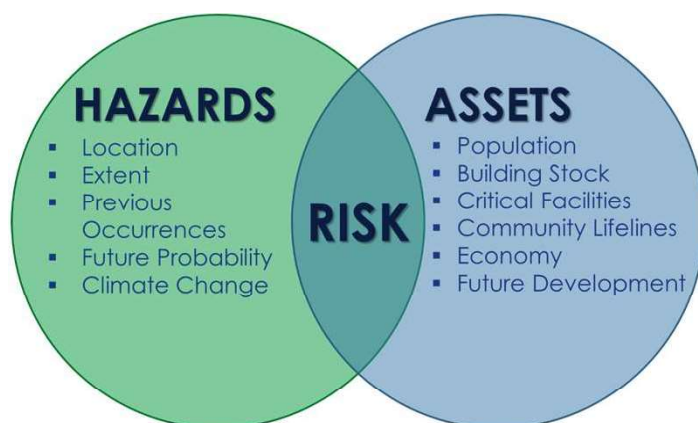 HAZARDS
▪ Location
▪ Extent
▪ Previous
Occurrences
▪ Future Probability
▪ Climate Change
RISK
ASSETS
▪ Population
▪ Building Stock
▪ Critical Facilities
▪ Community Lifelines
▪ Economy
▪ Future Development